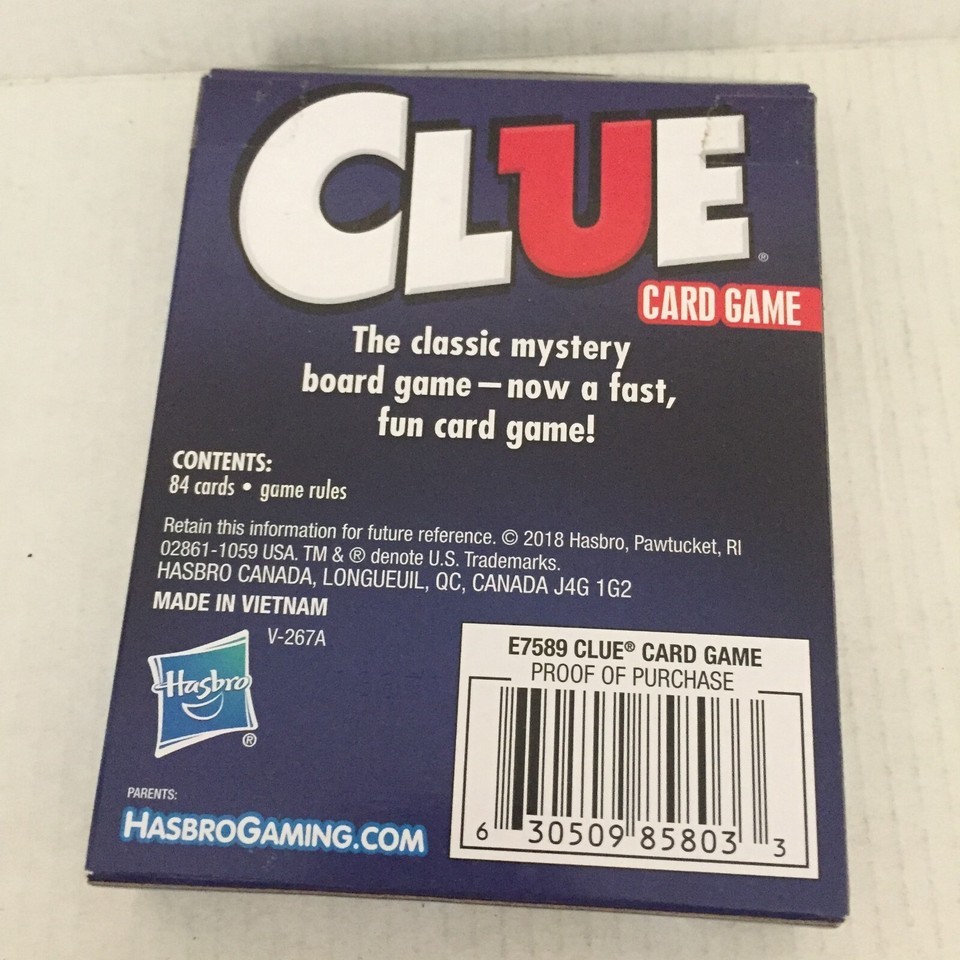 CLUE®
CARD GAME
The classic mystery
board game — now a fast,
fun card game!
CONTENTS:
84 cards • game rules
Retain this information for future reference. © 2018 Hasbro, Pawtucket, RI
02861-1059 USA. TM & ® denote U.S. Trademarks.
HASBRO CANADA, LONGUEUIL, QC, CANADA J4G 1G2
MADE IN VIETNAM
V-267A
Hasbro
®
PARENTS:
HASBROGAMING.COM
E7589 CLUE® CARD GAME
PROOF OF PURCHASE
6 30509 85803 3